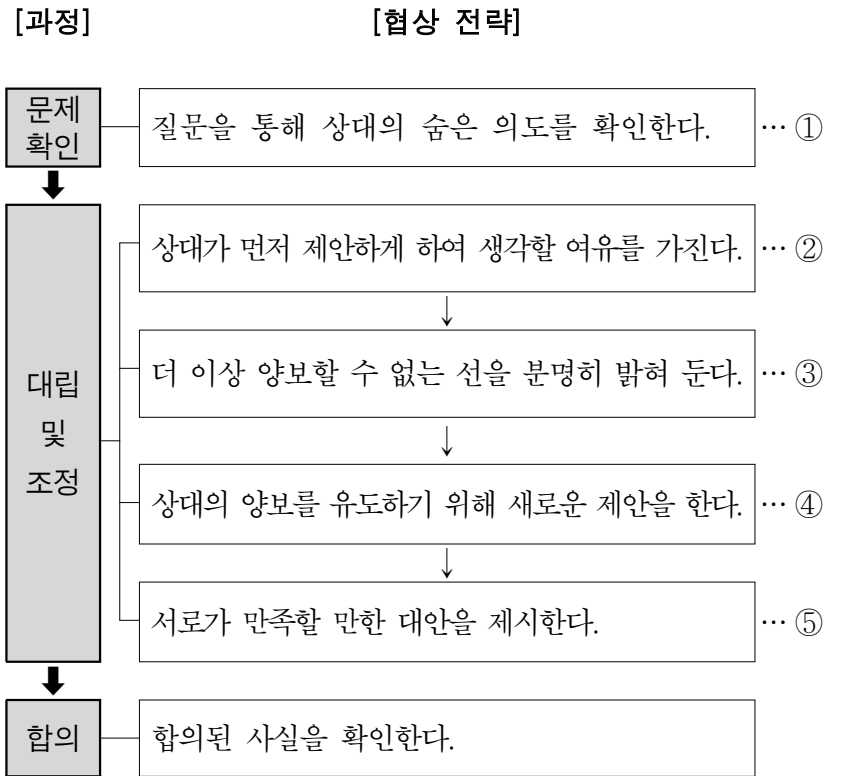 [과정] [협상 전략]
문제
확인
질문을 통해 상대의 숨은 의도를 확인한다. … ①
상대가 먼저 제안하게 하여 생각할 여유를 가진다. … ②
더 이상 양보할 수 없는 선을 분명히 밝혀 둔다. … ③
대립
및
조정
상대의 양보를 유도하기 위해 새로운 제안을 한다. … ④
서로가 만족할 만한 대안을 제시한다. … ⑤
합의 합의된 사실을 확인한다.